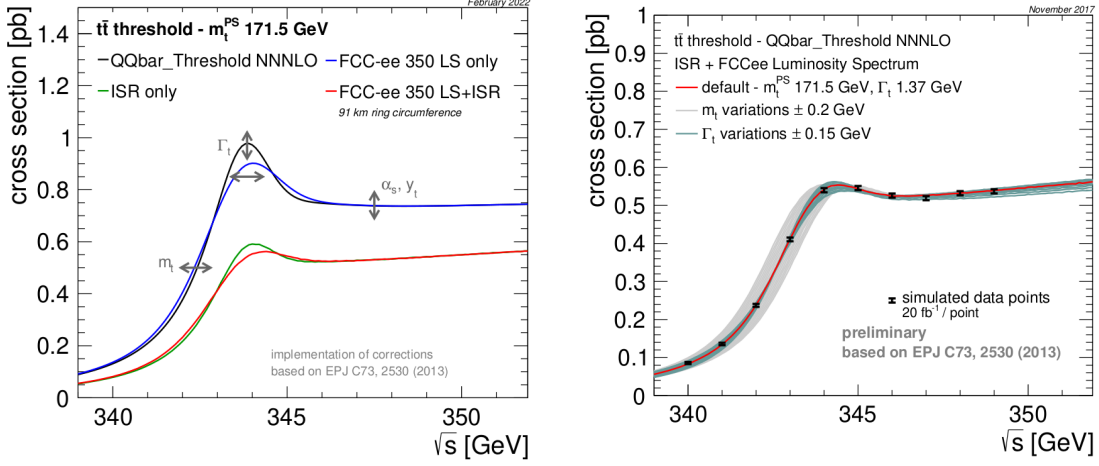 February 2022
tt̄ threshold - mₜᴾˢ 171.5 GeV
QQbar_Threshold NNNLO
FCC-ee 350 LS only
ISR only
FCC-ee 350 LS+ISR
91 km ring circumference
Γₜ
αₛ, yₜ
mₜ
implementation of corrections
based on EPJ C73, 2530 (2013)
cross section [pb]
1.4
1.2
1
0.8
0.6
0.4
0.2
0
340
345
350
√s [GeV]
November 2017
tt̄ threshold - QQbar_Threshold NNNLO
ISR + FCCee Luminosity Spectrum
default - mₜᴾˢ 171.5 GeV, Γₜ 1.37 GeV
mₜ variations ± 0.2 GeV
Γₜ variations ± 0.15 GeV
simulated data points
20 fb⁻¹ / point
preliminary
based on EPJ C73, 2530 (2013)
cross section [pb]
1
0.9
0.8
0.7
0.6
0.5
0.4
0.3
0.2
0.1
0
340
345
350
√s [GeV]